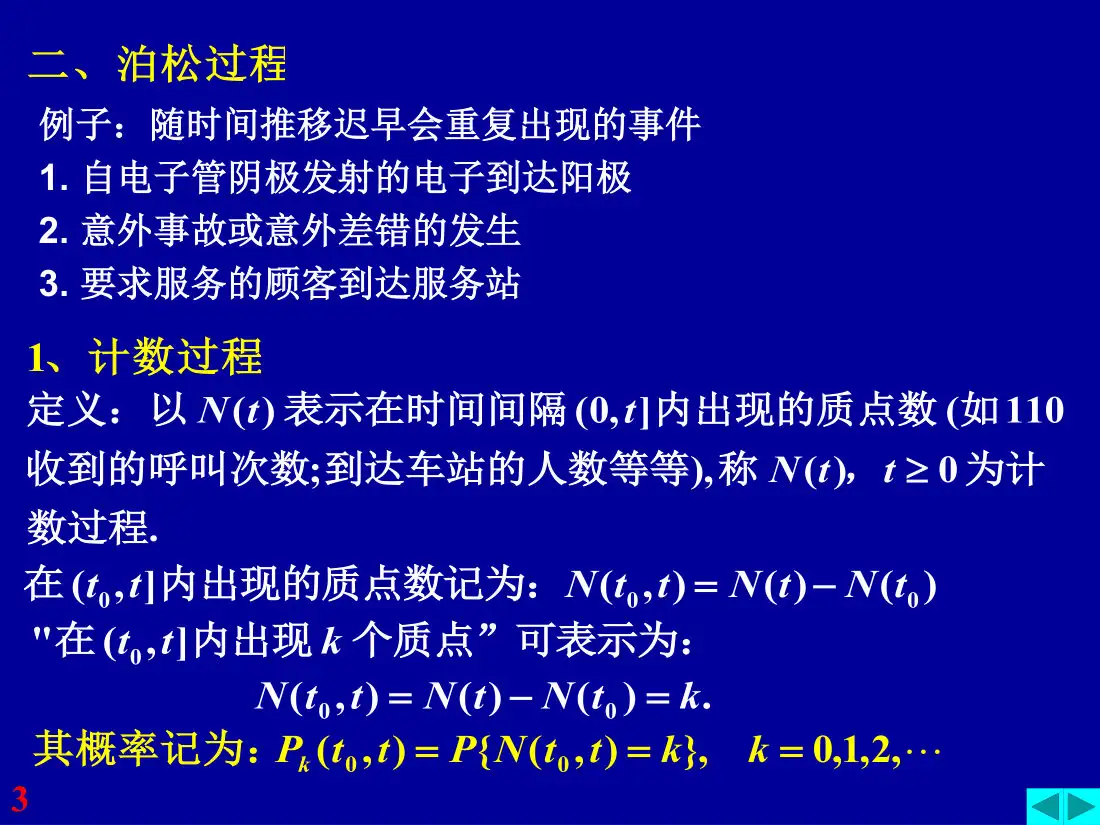 二、泊松过程
例子：随时间推移迟早会重复出现的事件
1. 自电子管阴极发射的电子到达阳极
2. 意外事故或意外差错的发生
3. 要求服务的顾客到达服务站
1、计数过程
定义：以 N(t) 表示在时间间隔 (0,t] 内出现的质点数 (如110
收到的呼叫次数;到达车站的人数等等),称 N(t)，t ≥ 0 为计
数过程.
在 (t₀,t] 内出现的质点数记为：N(t₀,t) = N(t) − N(t₀)
"在 (t₀,t] 内出现 k 个质点”可表示为：
N(t₀,t) = N(t) − N(t₀) = k.
其概率记为：Pₖ(t₀,t) = P{N(t₀,t) = k}, k = 0,1,2,⋯
3